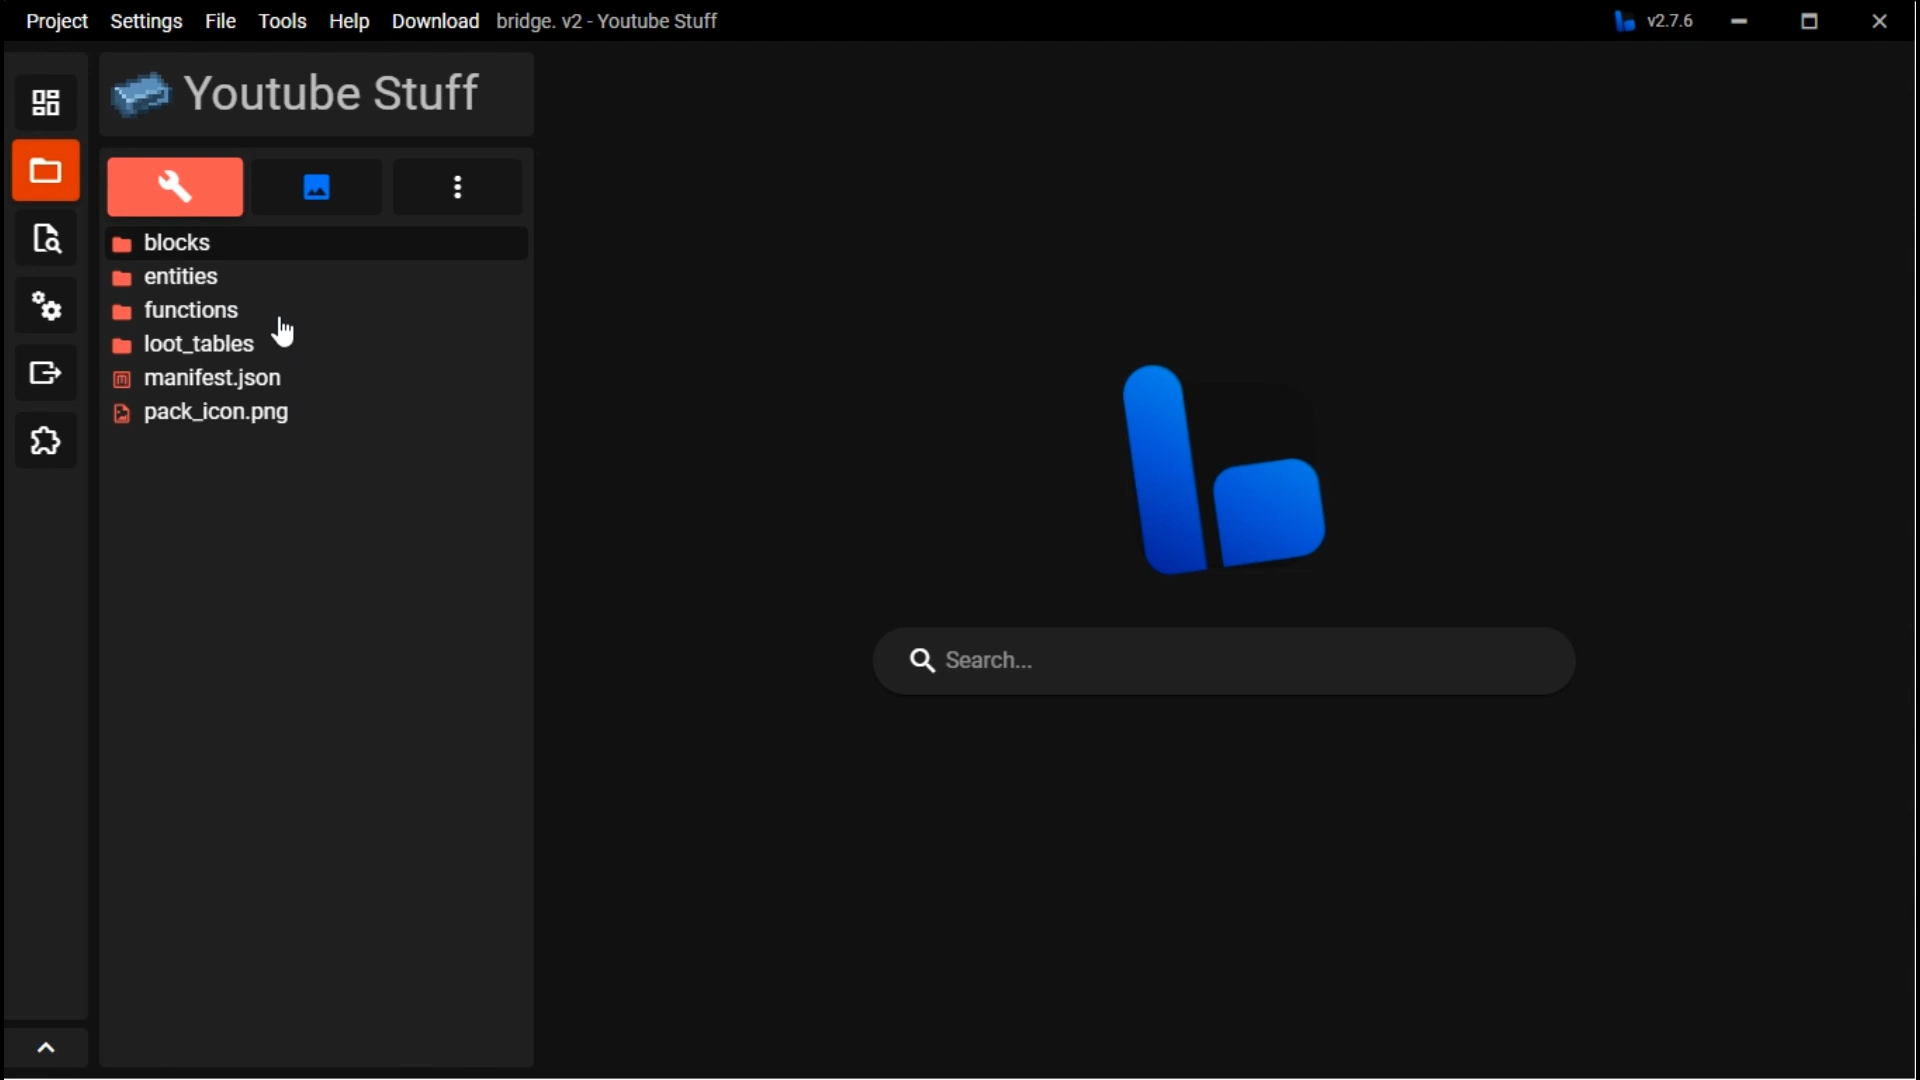 Project Settings File Tools Help Download bridge. v2 - Youtube Stuff v2.7.6
Youtube Stuff
blocks
entities
functions
loot_tables
manifest.json
pack_icon.png
Search...